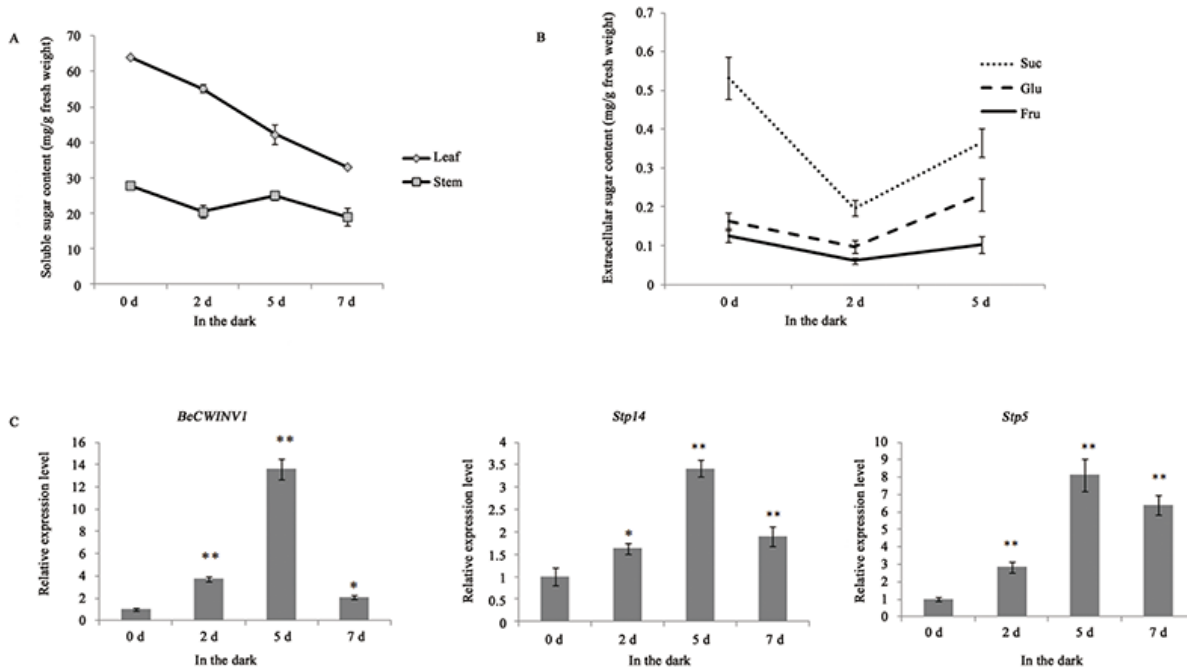 A
Soluble sugar content (mg/g fresh weight)
70
60
50
40
30
20
10
0
0 d 2 d 5 d 7 d
In the dark
Leaf
Stem
B
Extracellular sugar content (mg/g fresh weight)
0.7
0.6
0.5
0.4
0.3
0.2
0.1
0
0 d 2 d 5 d
In the dark
Suc
Glu
Fru
C
BeCWINV1
Relative expression level
16
14
12
10
8
6
4
2
0
** ** *
0 d 2 d 5 d 7 d
In the dark
Stp14
Relative expression level
4
3.5
3
2.5
2
1.5
1
0.5
0
* ** **
0 d 2 d 5 d 7 d
In the dark
Stp5
Relative expression level
10
9
8
7
6
5
4
3
2
1
0
** ** **
0 d 2 d 5 d 7 d
In the dark